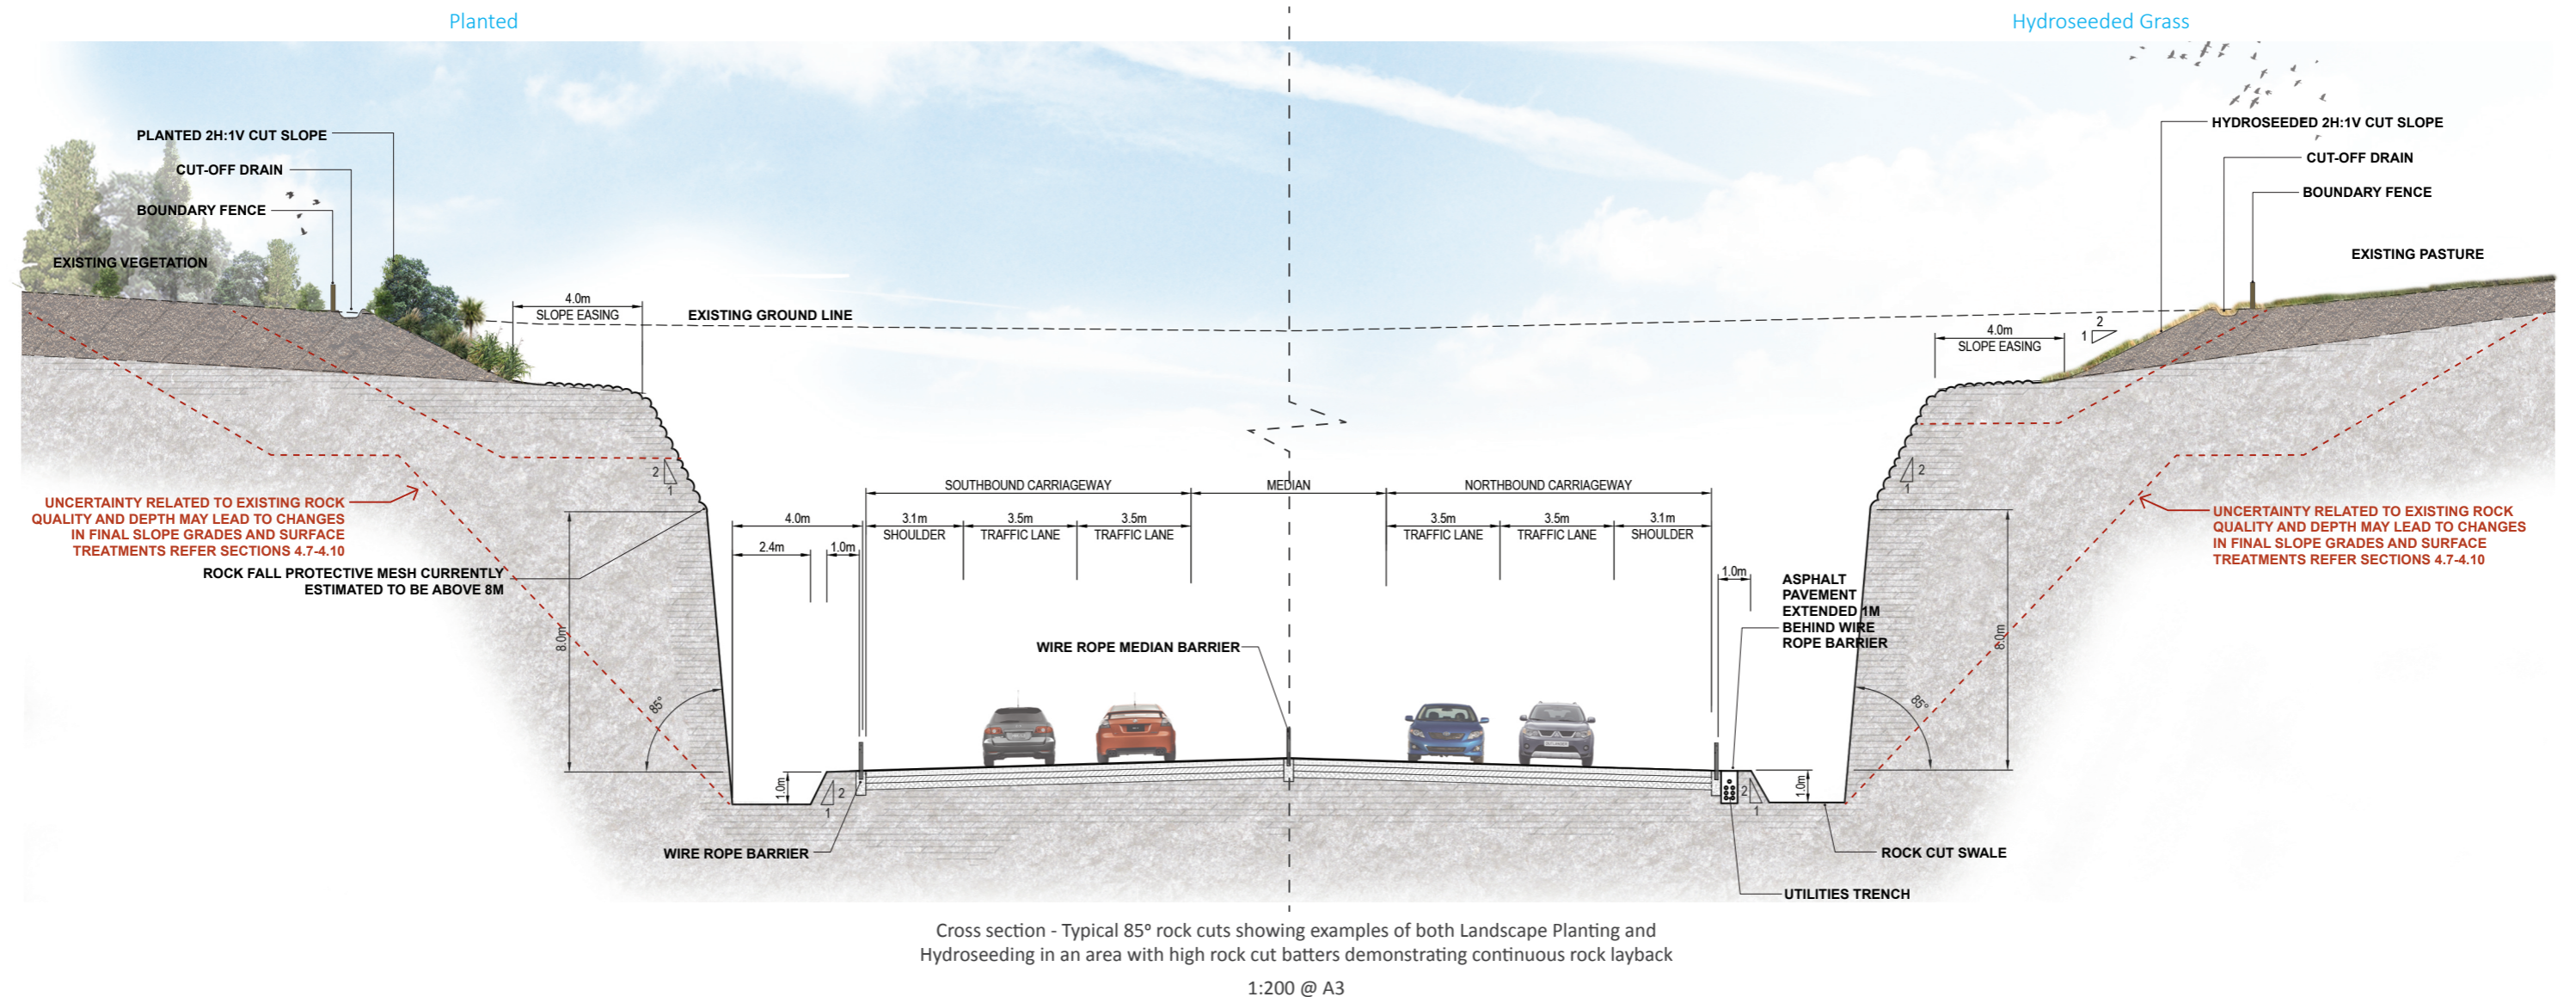 Planted
Hydroseeded Grass
PLANTED 2H:1V CUT SLOPE
CUT-OFF DRAIN
BOUNDARY FENCE
EXISTING VEGETATION
4.0m
SLOPE EASING
EXISTING GROUND LINE
HYDROSEEDED 2H:1V CUT SLOPE
CUT-OFF DRAIN
BOUNDARY FENCE
EXISTING PASTURE
2
1
4.0m
SLOPE EASING
2
1
2
1
UNCERTAINTY RELATED TO EXISTING ROCK
QUALITY AND DEPTH MAY LEAD TO CHANGES
IN FINAL SLOPE GRADES AND SURFACE
TREATMENTS REFER SECTIONS 4.7-4.10
ROCK FALL PROTECTIVE MESH CURRENTLY
ESTIMATED TO BE ABOVE 8M
SOUTHBOUND CARRIAGEWAY
MEDIAN
NORTHBOUND CARRIAGEWAY
4.0m
3.1m
SHOULDER
3.5m
TRAFFIC LANE
3.5m
TRAFFIC LANE
3.5m
TRAFFIC LANE
3.5m
TRAFFIC LANE
3.1m
SHOULDER
2.4m
1.0m
1.0m
UNCERTAINTY RELATED TO EXISTING ROCK
QUALITY AND DEPTH MAY LEAD TO CHANGES
IN FINAL SLOPE GRADES AND SURFACE
TREATMENTS REFER SECTIONS 4.7-4.10
ASPHALT
PAVEMENT
EXTENDED 1M
BEHIND WIRE
ROPE BARRIER
8.0m
WIRE ROPE MEDIAN BARRIER
8.0m
85°
85°
1.0m
2
1
2
1
1.0m
WIRE ROPE BARRIER
ROCK CUT SWALE
UTILITIES TRENCH
Cross section - Typical 85º rock cuts showing examples of both Landscape Planting and
Hydroseeding in an area with high rock cut batters demonstrating continuous rock layback
1:200 @ A3